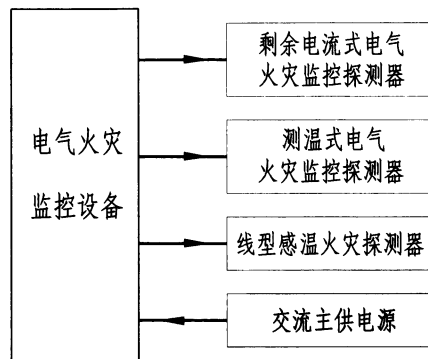 电气火灾
监控设备
剩余电流式电气
火灾监控探测器
测温式电气
火灾监控探测器
线型感温火灾探测器
交流主供电源